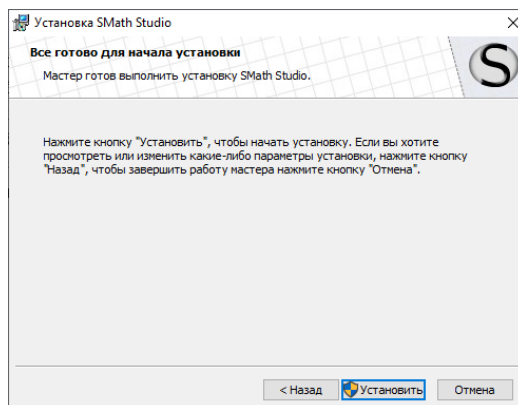 Установка SMath Studio
Все готово для начала установки
Мастер готов выполнить установку SMath Studio.
S
Нажмите кнопку "Установить", чтобы начать установку. Если вы хотите
просмотреть или изменить какие-либо параметры установки, нажмите кнопку
"Назад", чтобы завершить работу мастера нажмите кнопку "Отмена".
< Назад
Установить
Отмена